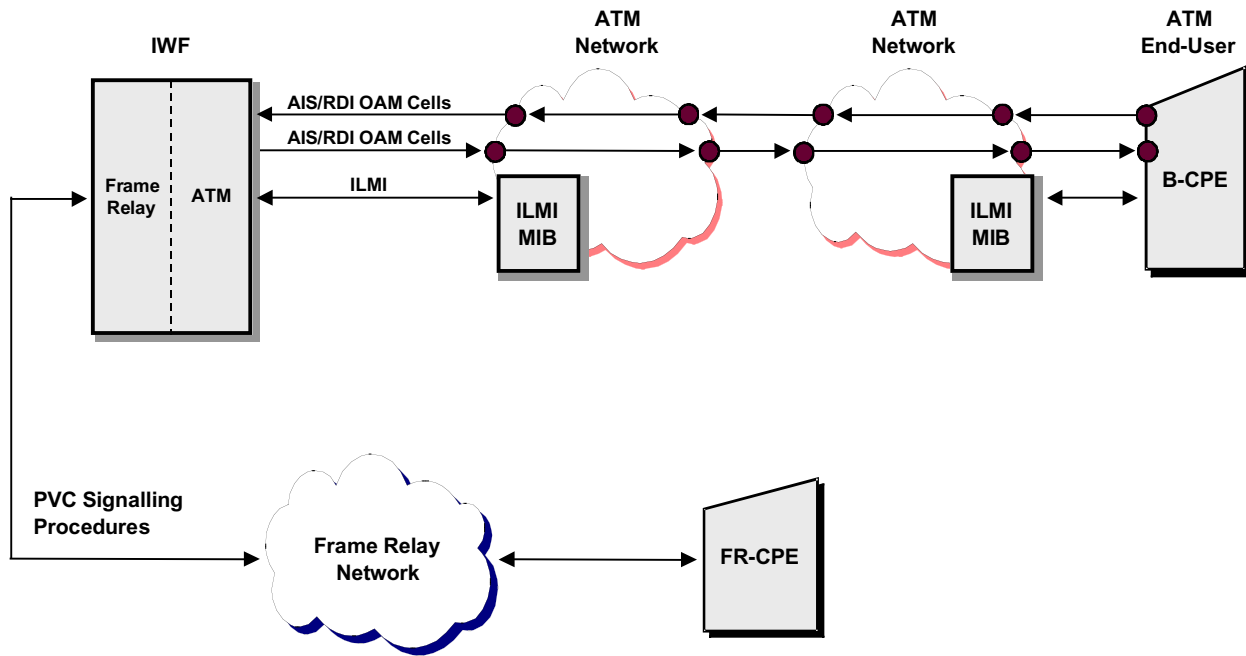 IWF
ATM
Network
ATM
Network
ATM
End-User
AIS/RDI OAM Cells
AIS/RDI OAM Cells
ILMI
Frame
Relay
ATM
ILMI
MIB
ILMI
MIB
B-CPE
PVC Signalling
Procedures
Frame Relay
Network
FR-CPE